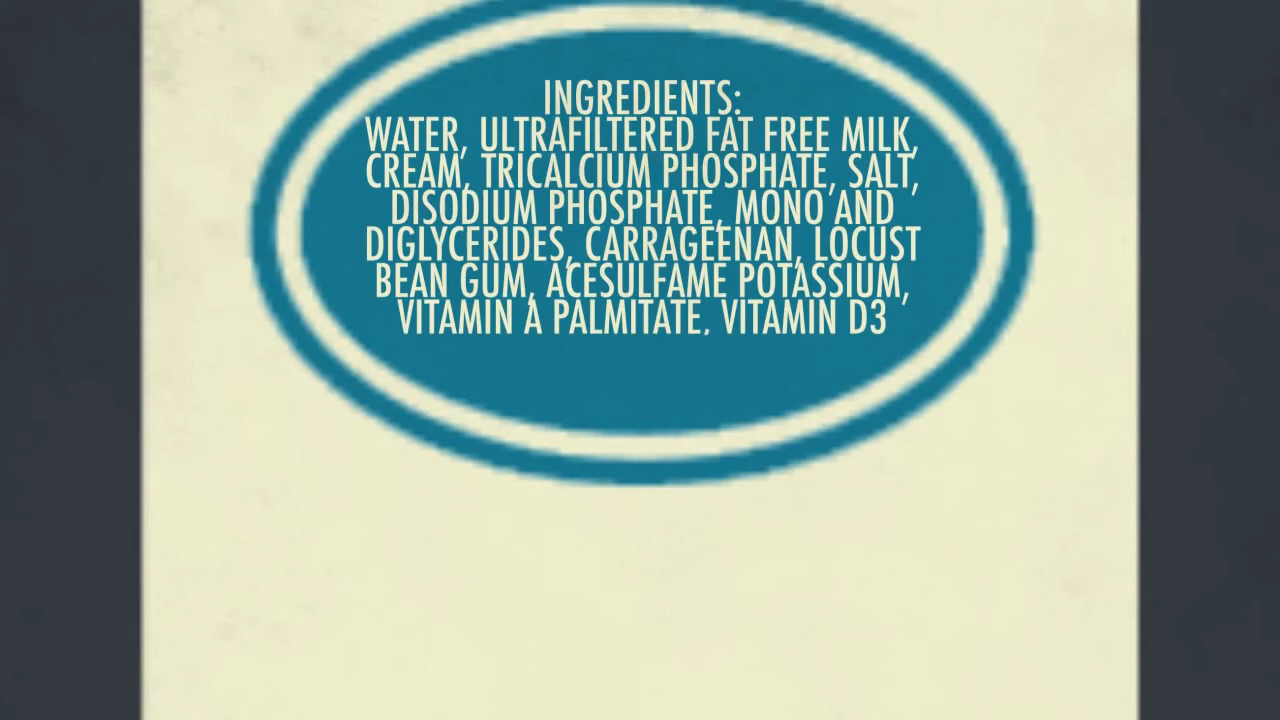 INGREDIENTS:
WATER, ULTRAFILTERED FAT FREE MILK,
CREAM, TRICALCIUM PHOSPHATE, SALT,
DISODIUM PHOSPHATE, MONO AND
DIGLYCERIDES, CARRAGEENAN, LOCUST
BEAN GUM, ACESULFAME POTASSIUM,
VITAMIN A PALMITATE, VITAMIN D3